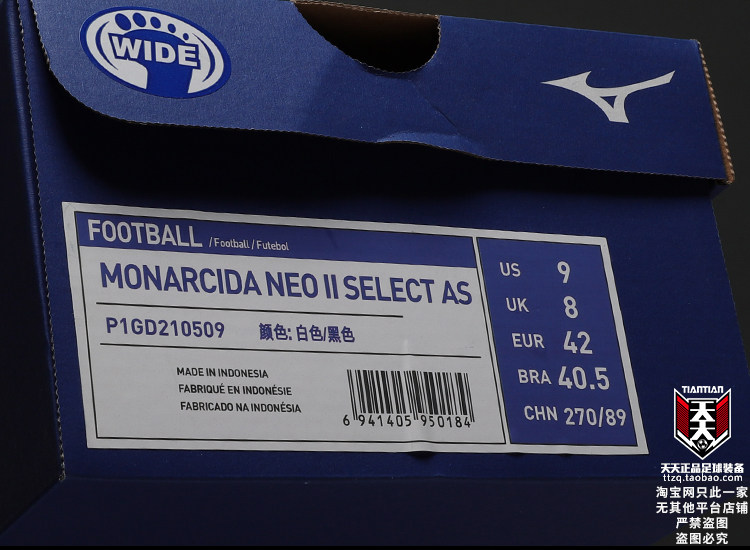 WIDE
FOOTBALL / Football / Futebol
MONARCIDA NEO II SELECT AS
P1GD210509 颜色: 白色/黑色
MADE IN INDONESIA
FABRIQUÉ EN INDONÉSIE
FABRICADO NA INDONÉSIA
6 941405 950184
US 9
UK 8
EUR 42
BRA 40.5
CHN 270/89
TIANTIAN
天天
天天正品足球装备
ttzq.taobao.com
淘宝网只此一家
无其他平台店铺
严禁盗图
盗图必究